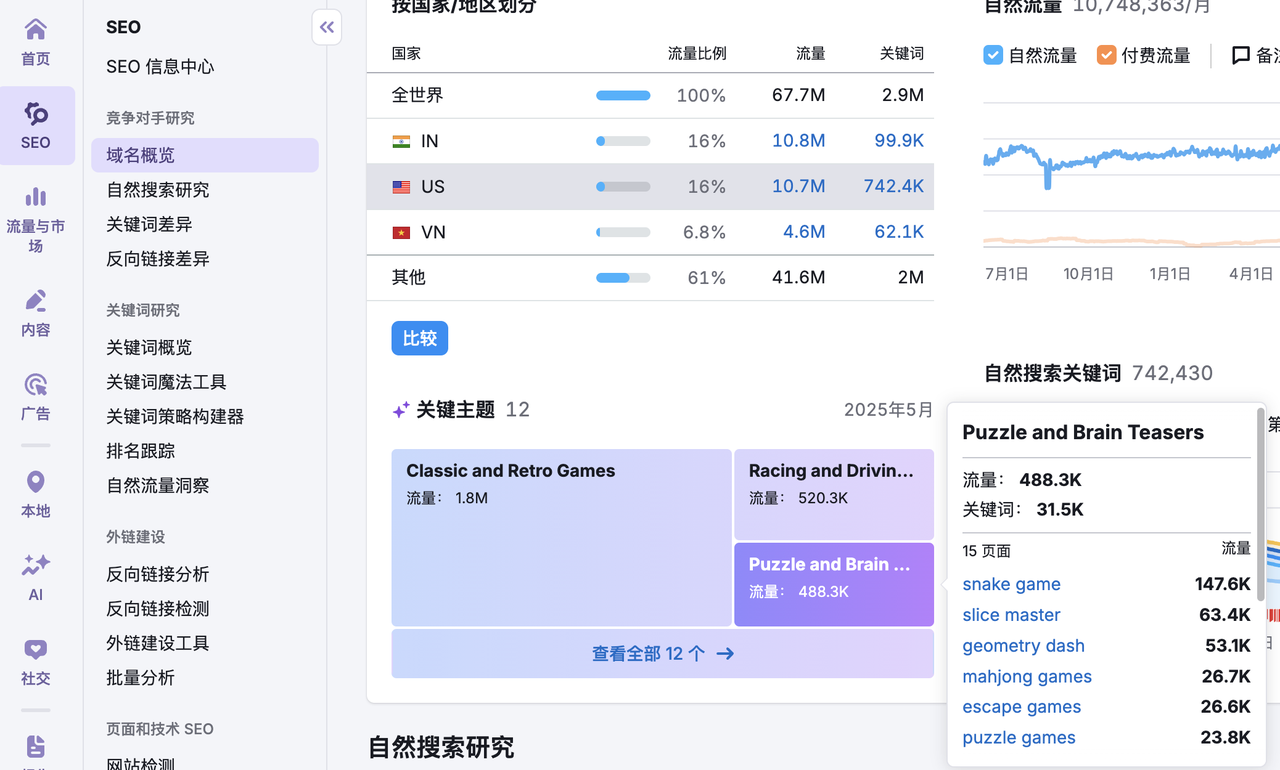 首页
SEO
流量与市
场
内容
广告
本地
AI
社交
SEO
SEO 信息中心
竞争对手研究
域名概览
自然搜索研究
关键词差异
反向链接差异
关键词研究
关键词概览
关键词魔法工具
关键词策略构建器
排名跟踪
自然流量洞察
外链建设
反向链接分析
反向链接检测
外链建设工具
批量分析
页面和技术 SEO
网站检测
按国家/地区划分
国家 流量比例 流量 关键词
全世界 100% 67.7M 2.9M
IN 16% 10.8M 99.9K
US 16% 10.7M 742.4K
VN 6.8% 4.6M 62.1K
其他 61% 41.6M 2M
比较
关键主题 12 2025年5月
Classic and Retro Games
流量： 1.8M
Racing and Drivin...
流量： 520.3K
Puzzle and Brain ...
流量： 488.3K
查看全部 12 个 →
自然搜索研究
自然流量 10,748,363/月
自然流量 付费流量 备注
7月1日 10月1日 1月1日 4月1日
自然搜索关键词 742,430
第
Puzzle and Brain Teasers
流量： 488.3K
关键词： 31.5K
15 页面 流量
snake game 147.6K
slice master 63.4K
geometry dash 53.1K
mahjong games 26.7K
escape games 26.6K
puzzle games 23.8K
日